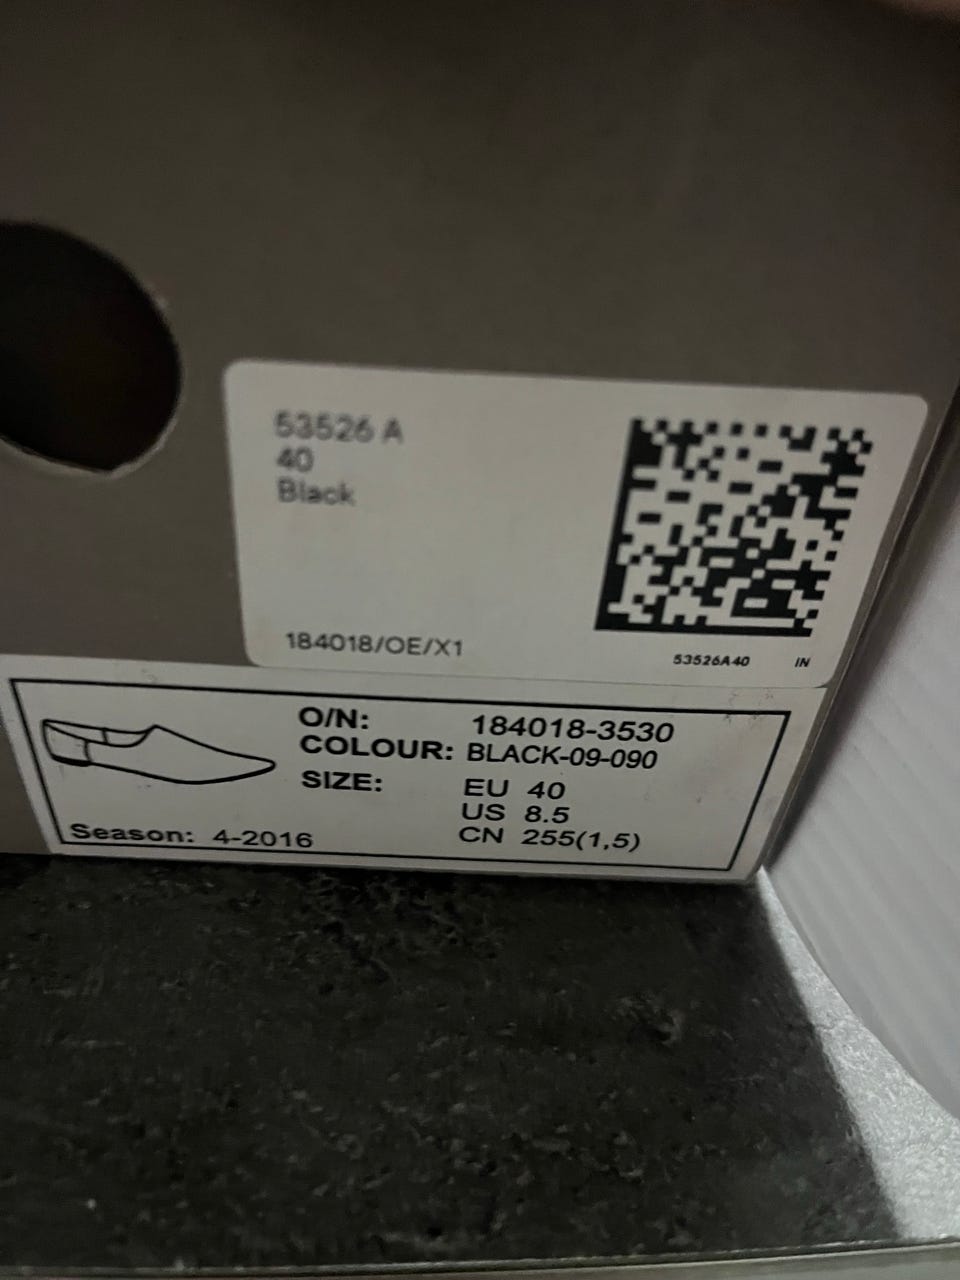 53526 A
40
Black
184018/OE/X1
53526A40 IN
O/N: 184018-3530
COLOUR: BLACK-09-090
SIZE: EU 40
US 8.5
CN 255(1,5)
Season: 4-2016